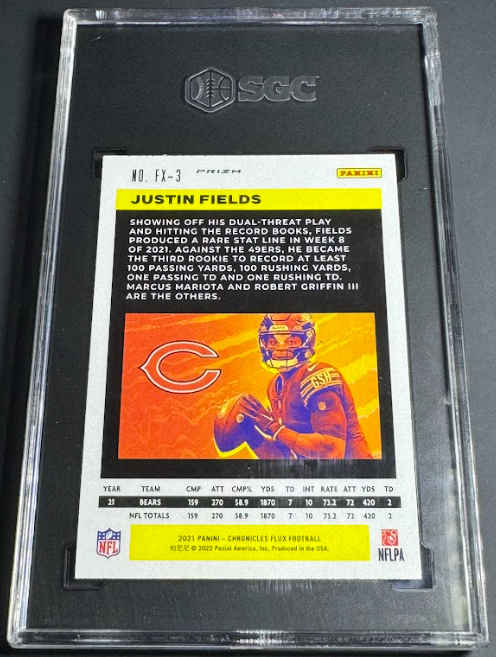 SGC
NO. FX-3 PRIZM PANINI
JUSTIN FIELDS
SHOWING OFF HIS DUAL-THREAT PLAY
AND HITTING THE RECORD BOOKS, FIELDS
PRODUCED A RARE STAT LINE IN WEEK 8
OF 2021. AGAINST THE 49ERS, HE BECAME
THE THIRD ROOKIE TO RECORD AT LEAST
100 PASSING YARDS, 100 RUSHING YARDS,
ONE PASSING TD AND ONE RUSHING TD.
MARCUS MARIOTA AND ROBERT GRIFFIN III
ARE THE OTHERS.
GSH
YEAR TEAM CMP ATT CMP% YDS TD INT RATE ATT YDS TD
21 BEARS 159 270 58.9 1870 7 10 73.2 72 420 2
NFL TOTALS 159 270 58.9 1870 7 10 73.2 72 420 2
2021 PANINI – CHRONICLES FLUX FOOTBALL
帕尼尼 © 2022 Panini America, Inc. Produced in the USA.
NFL
NFLPA